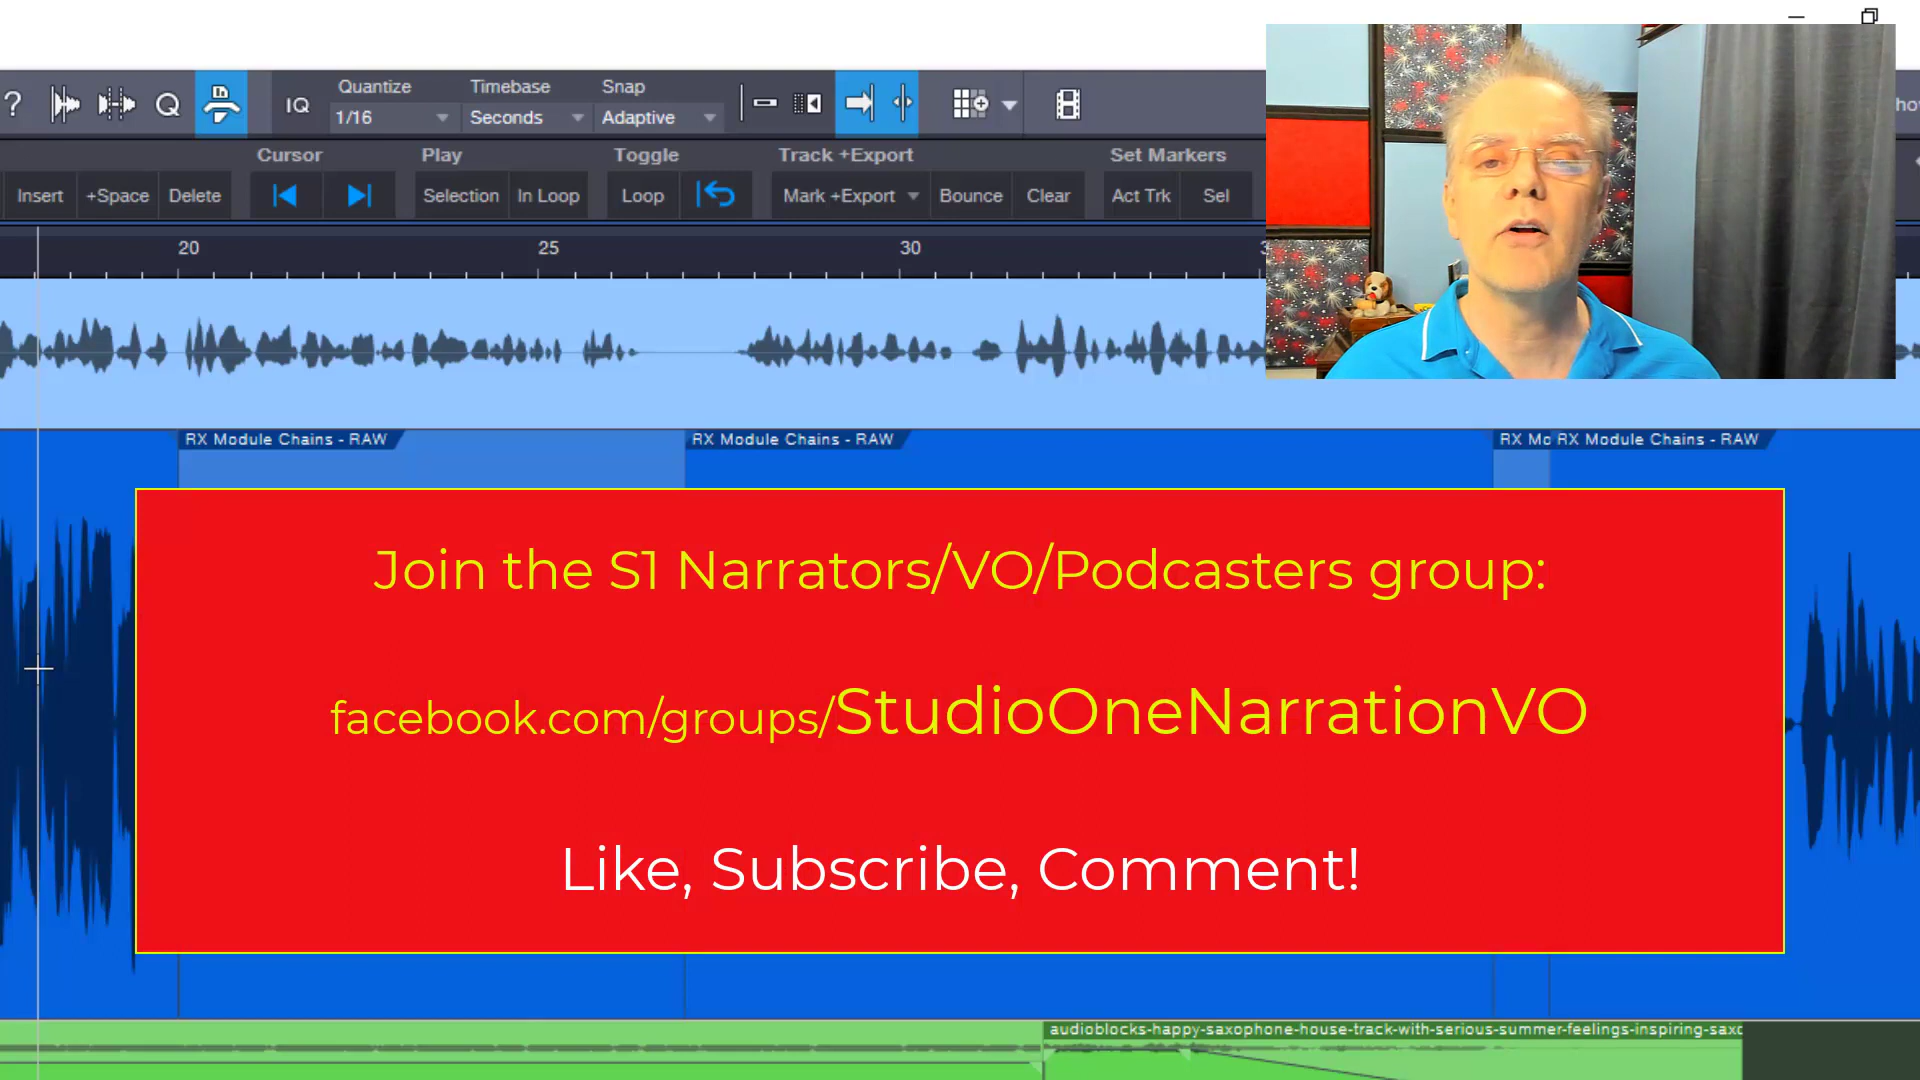 ?
Q
IQ
Quantize
Timebase
Snap
1/16
Seconds
Adaptive
Cursor
Play
Toggle
Track +Export
Set Markers
Insert
+Space
Delete
Selection
In Loop
Loop
Mark +Export
Bounce
Clear
Act Trk
Sel
20
25
30
RX Module Chains - RAW
RX Module Chains - RAW
RX Mo
RX Module Chains - RAW
Join the S1 Narrators/VO/Podcasters group:
facebook.com/groups/StudioOneNarrationVO
Like, Subscribe, Comment!
audioblocks-happy-saxophone-house-track-with-serious-summer-feelings-inspiring-saxo